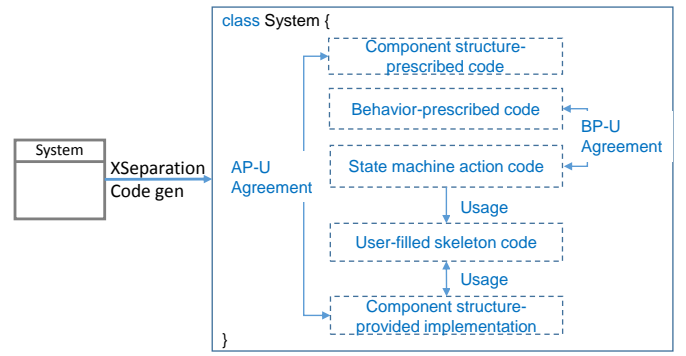 class System {
Component structure-
prescribed code
Behavior-prescribed code
BP-U
Agreement
System
XSeparation
Code gen
AP-U
Agreement
State machine action code
Usage
User-filled skeleton code
Usage
Component structure-
provided implementation
}